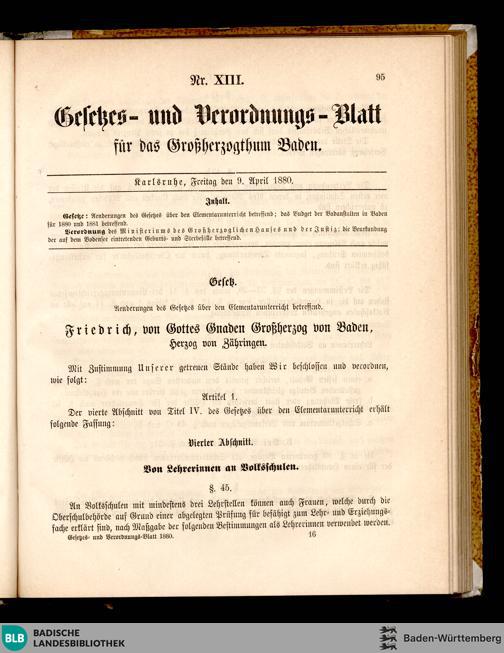 Nr. XIII.
95
Gesetzes- und Verordnungs-Blatt
für das Großherzogthum Baden.
Karlsruhe, Freitag den 9. April 1880.
Inhalt.
Gesetz: Aenderungen des Gesetzes über den Elementarunterricht betreffend; das Budget der Badanstalten in Baden
für 1880 und 1881 betreffend.
Verordnung des Ministeriums des Großherzoglichen Hauses und der Justiz: die Beurkundung
der auf dem Bodensee eintretenden Geburts- und Sterbefälle betreffend.
Gesetz.
Aenderungen des Gesetzes über den Elementarunterricht betreffend.
Friedrich, von Gottes Gnaden Großherzog von Baden,
Herzog von Zähringen.
Mit Zustimmung Unserer getreuen Stände haben Wir beschlossen und verordnen,
wie folgt:
Artikel 1.
Der vierte Abschnitt von Titel IV. des Gesetzes über den Elementarunterricht erhält
folgende Fassung:
Vierter Abschnitt.
Von Lehrerinnen an Volksschulen.
§. 45.
An Volksschulen mit mindestens drei Lehrstellen können auch Frauen, welche durch die
Oberschulbehörde auf Grund einer abgelegten Prüfung für befähigt zum Lehr- und Erziehungs-
fache erklärt sind, nach Maßgabe der folgenden Bestimmungen als Lehrerinnen verwendet werden.
Gesetzes- und Verordnungs-Blatt 1880.
16
BLB BADISCHE
LANDESBIBLIOTHEK
Baden-Württemberg